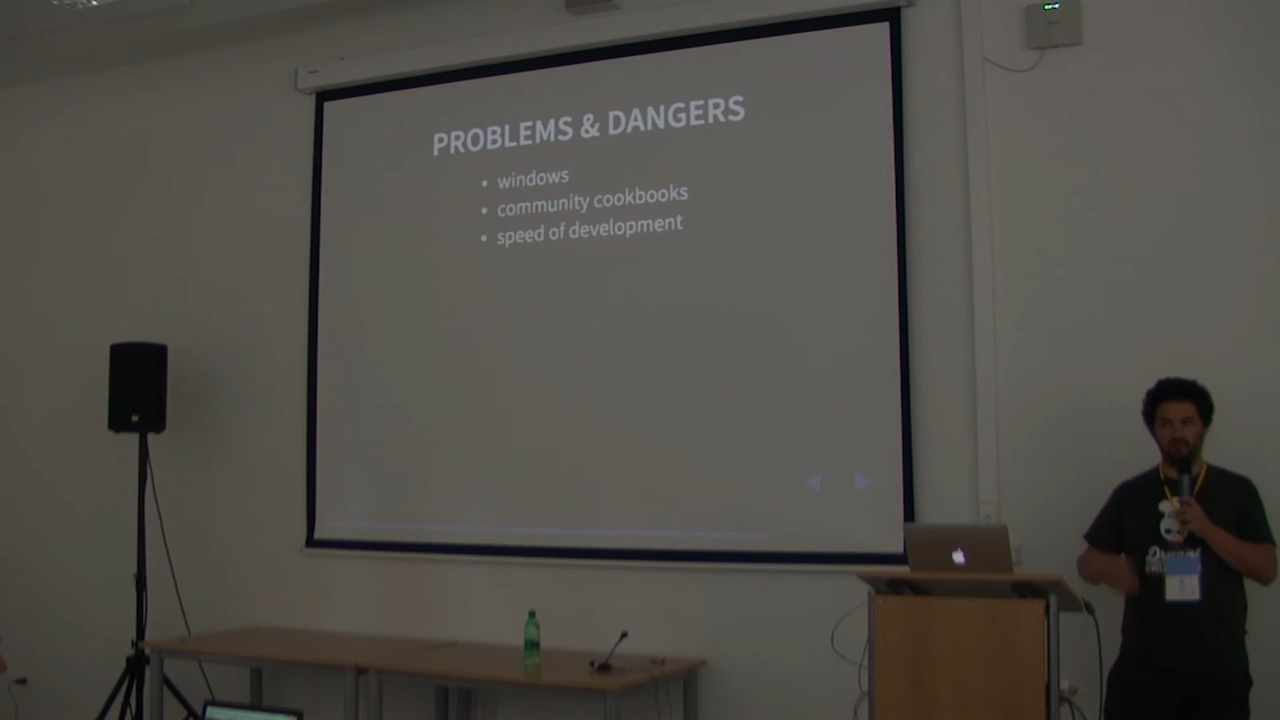 PROBLEMS & DANGERS
• windows
• community cookbooks
• speed of development